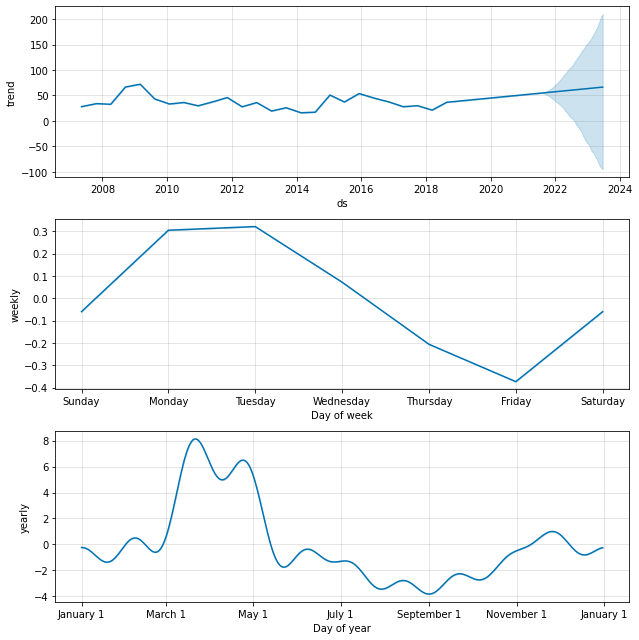 200
150
100
50
0
−50
−100
trend
2008 2010 2012 2014 2016 2018 2020 2022 2024
ds
0.3
0.2
0.1
0.0
−0.1
−0.2
−0.3
−0.4
weekly
Sunday Monday Tuesday Wednesday Thursday Friday Saturday
Day of week
8
6
4
2
0
−2
−4
yearly
January 1 March 1 May 1 July 1 September 1 November 1 January 1
Day of year